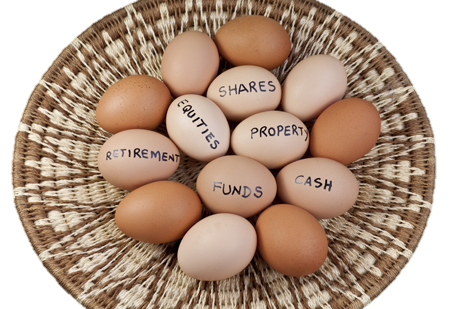 SHARES
EQUITIES
PROPERTY
RETIREMENT
FUNDS
CASH